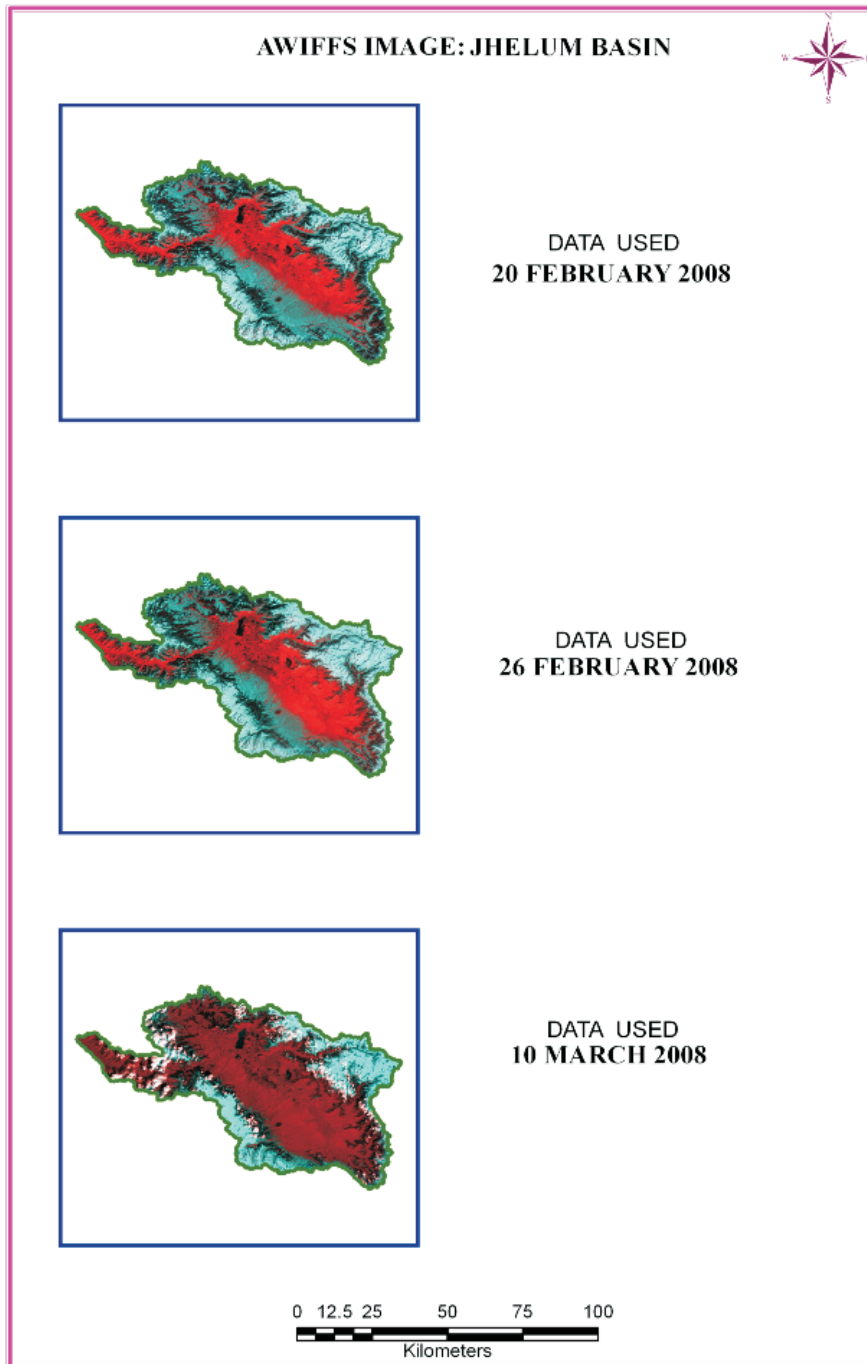 AWIFFS IMAGE: JHELUM BASIN
N
W
S
DATA USED
20 FEBRUARY 2008
DATA USED
26 FEBRUARY 2008
DATA USED
10 MARCH 2008
0 12.5 25 50 75 100
Kilometers